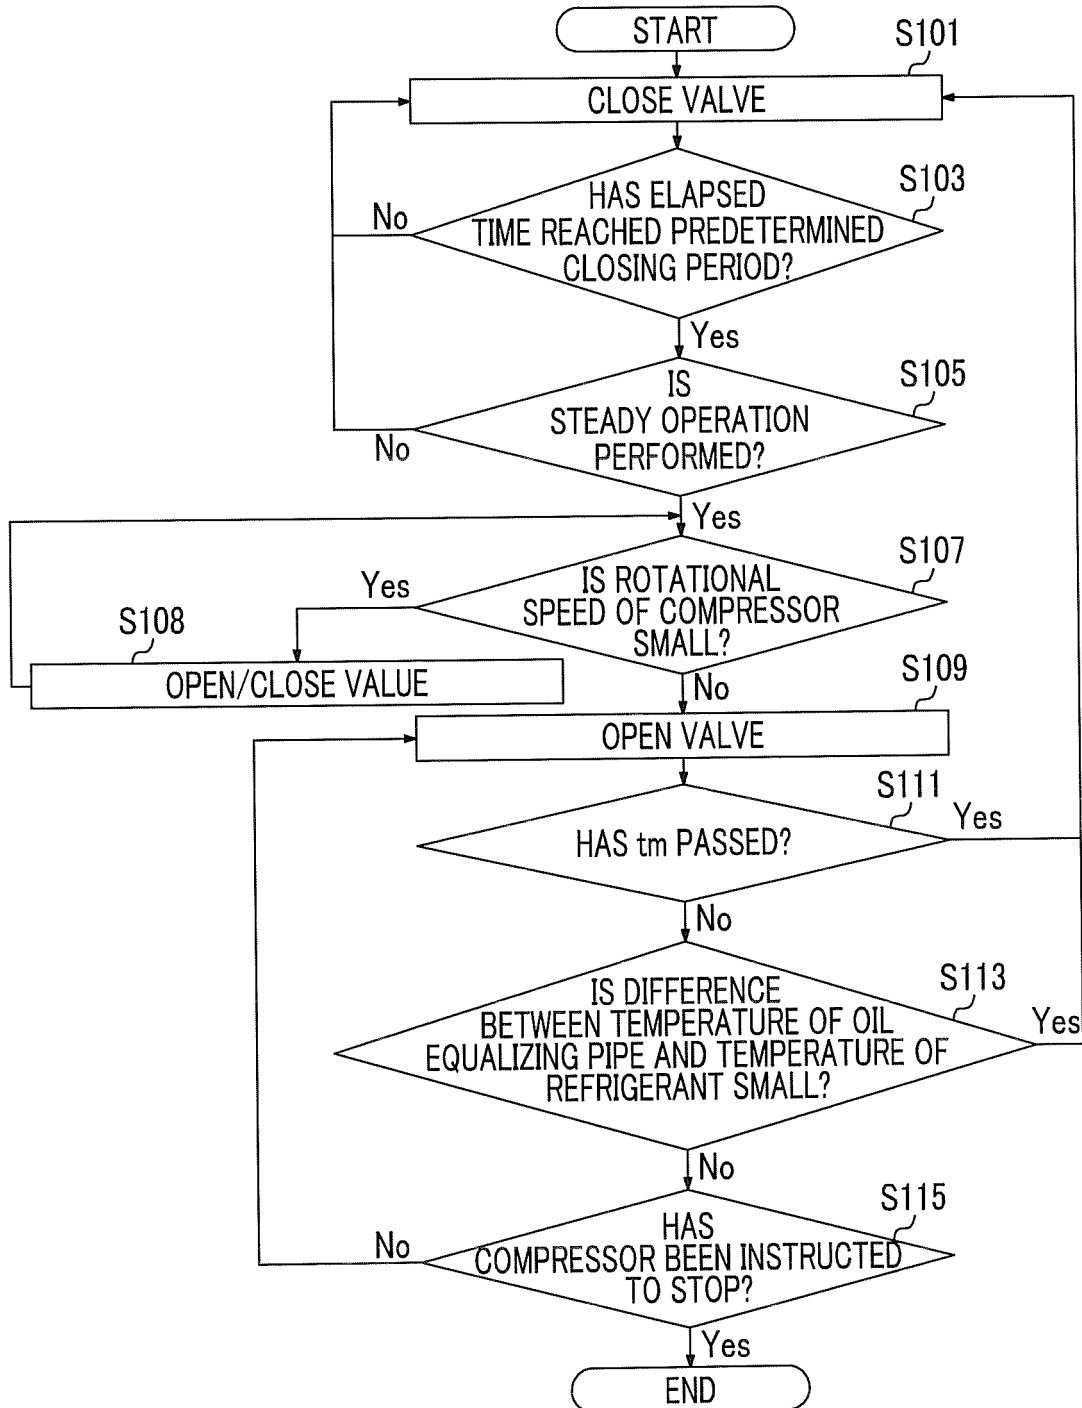 START
S101
CLOSE VALVE
S103
HAS ELAPSED
TIME REACHED PREDETERMINED
CLOSING PERIOD?
No
Yes
S105
IS
STEADY OPERATION
PERFORMED?
No
Yes
S107
IS ROTATIONAL
SPEED OF COMPRESSOR
SMALL?
Yes
S108
OPEN/CLOSE VALUE
No
S109
OPEN VALVE
S111
HAS tm PASSED?
Yes
No
S113
IS DIFFERENCE
BETWEEN TEMPERATURE OF OIL
EQUALIZING PIPE AND TEMPERATURE OF
REFRIGERANT SMALL?
Yes
No
S115
HAS
COMPRESSOR BEEN INSTRUCTED
TO STOP?
No
Yes
END